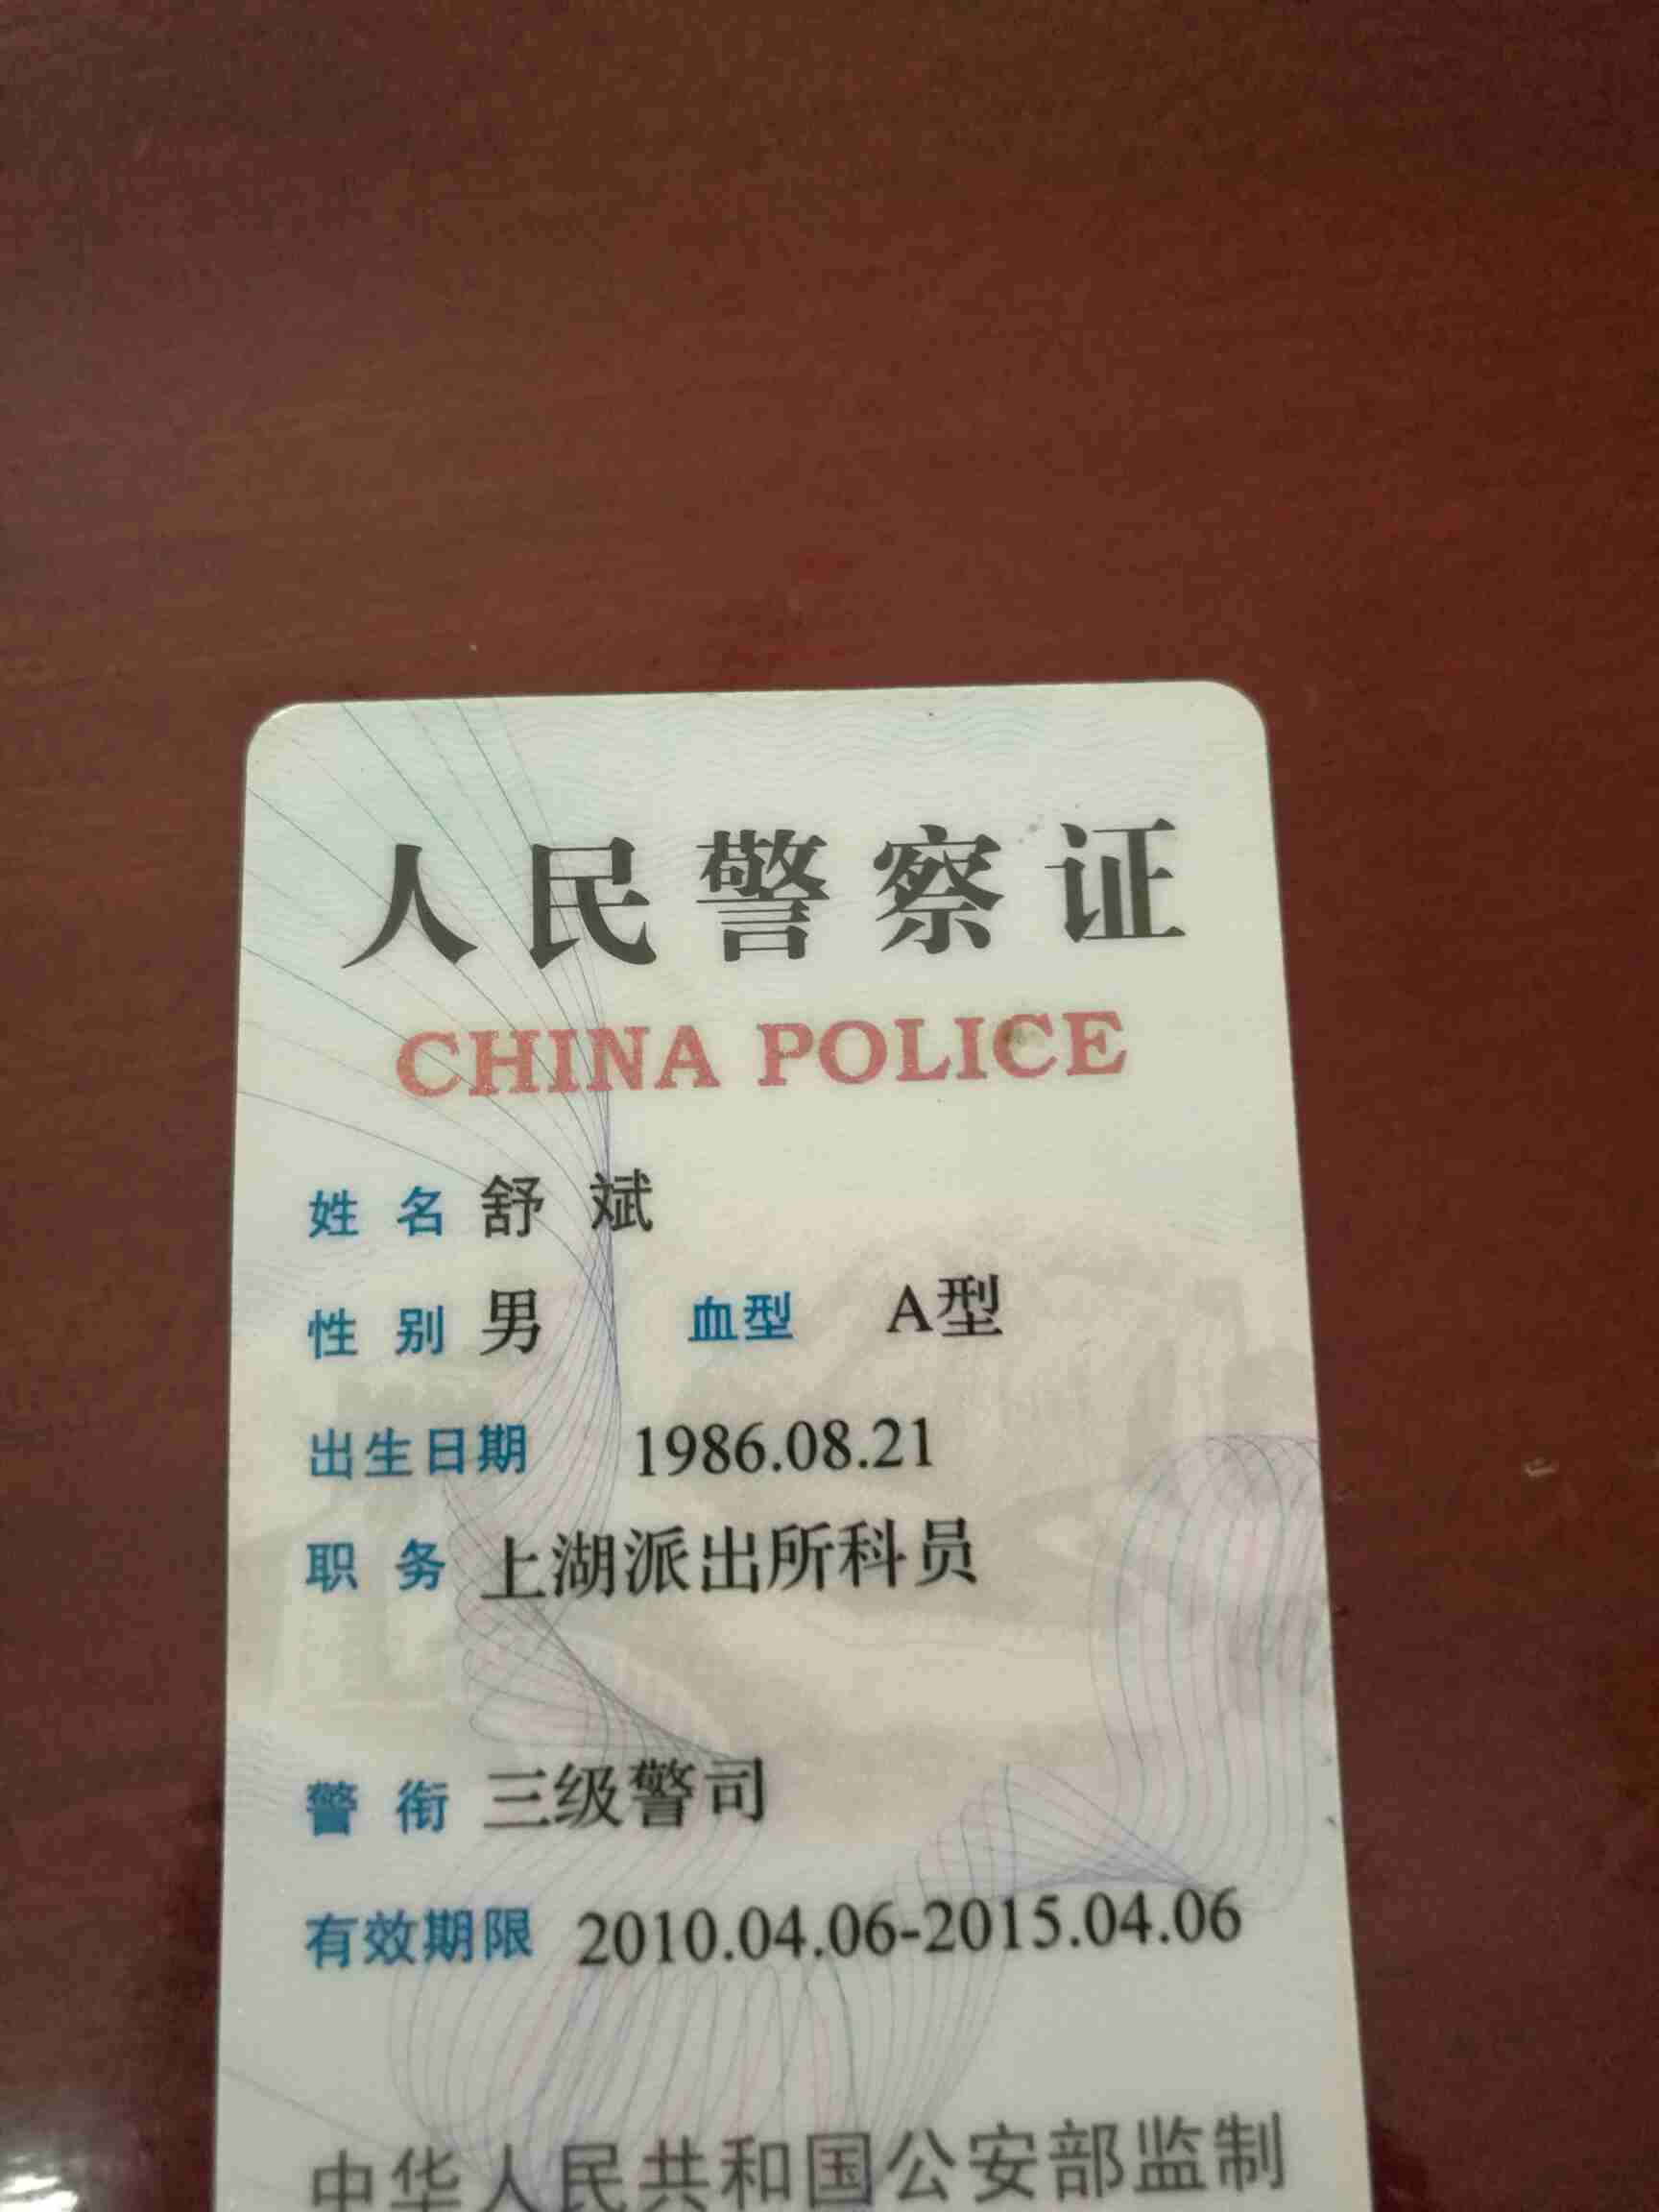 人民警察证
CHINA POLICE
姓 名 舒 斌
性 别 男 血型 A型
出生日期 1986.08.21
职 务 上湖派出所科员
警 衔 三级警司
有效期限 2010.04.06-2015.04.06
中华人民共和国公安部监制